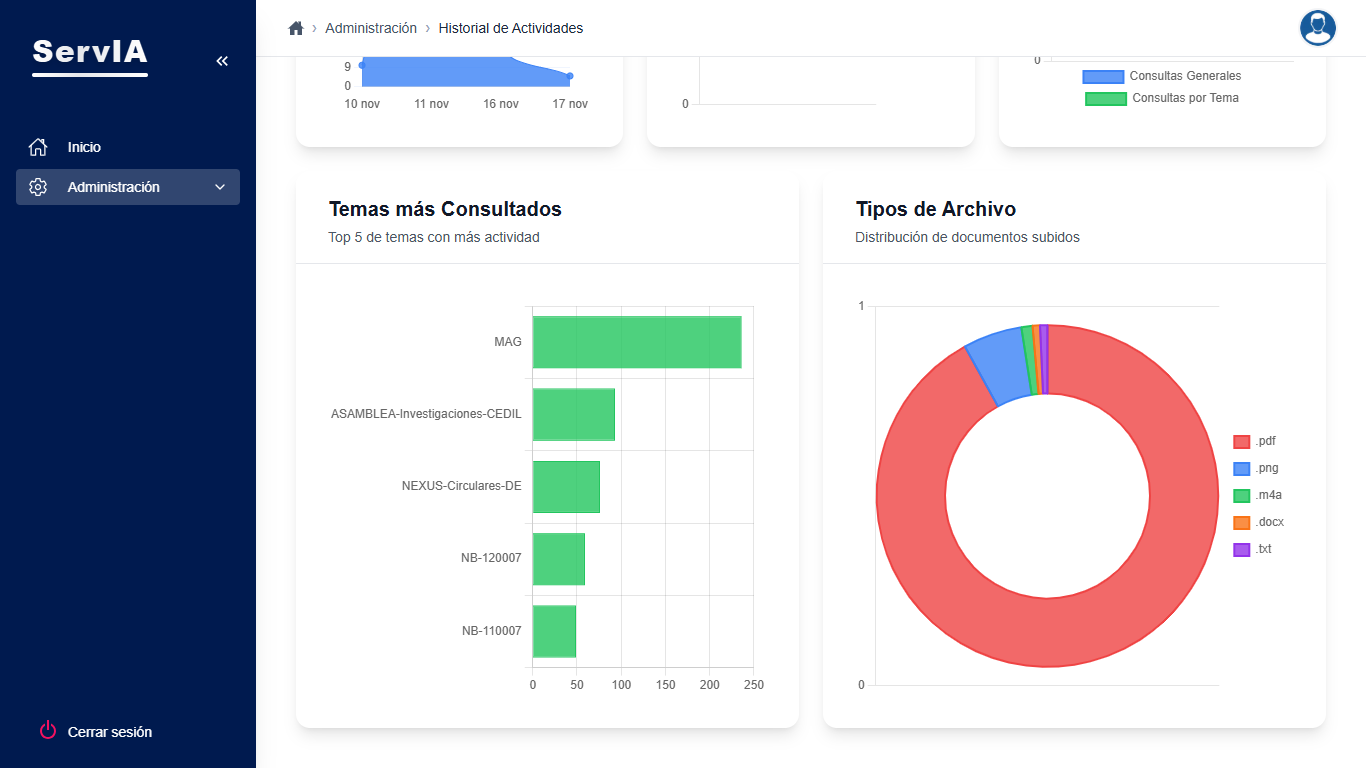 ServIA
«
Inicio
Administración
Cerrar sesión
› Administración › Historial de Actividades
9
0
10 nov 11 nov 16 nov 17 nov
0
0
Consultas Generales
Consultas por Tema
Temas más Consultados
Top 5 de temas con más actividad
MAG
ASAMBLEA-Investigaciones-CEDIL
NEXUS-Circulares-DE
NB-120007
NB-110007
0 50 100 150 200 250
Tipos de Archivo
Distribución de documentos subidos
1
0
.pdf
.png
.m4a
.docx
.txt